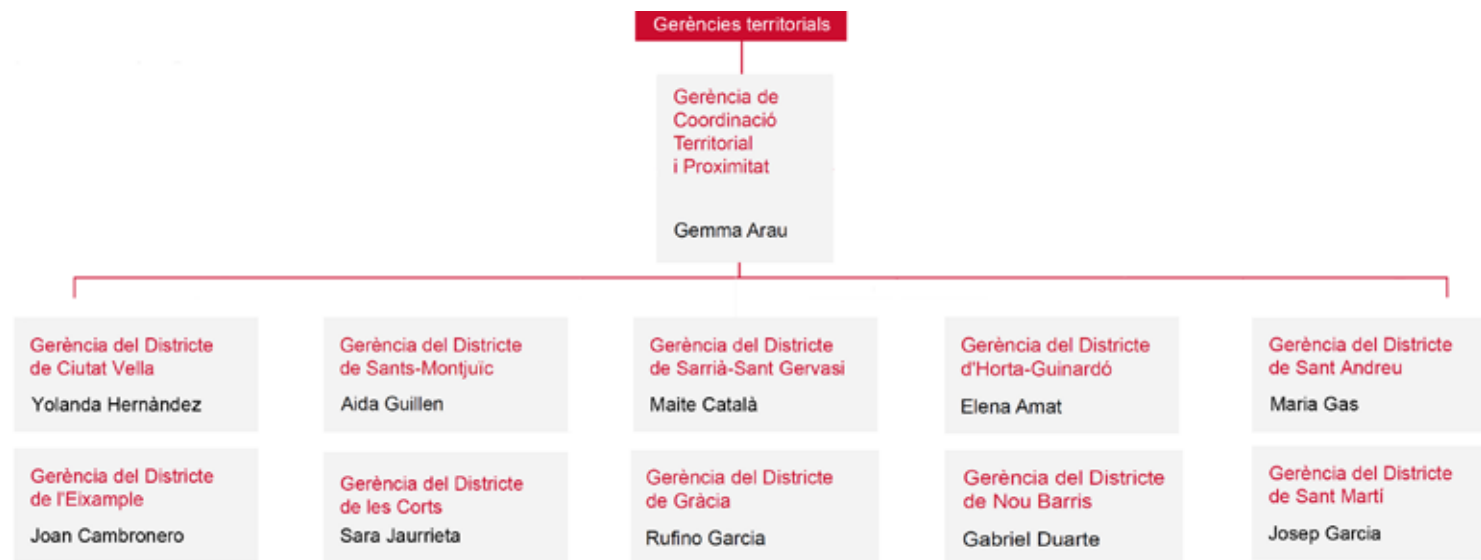 Gerències territorials
Gerència de
Coordinació
Territorial
i Proximitat
Gemma Arau
Gerència del Districte
de Ciutat Vella
Yolanda Hernàndez
Gerència del Districte
de Sants-Montjuïc
Aida Guillen
Gerència del Districte
de Sarrià-Sant Gervasi
Maite Català
Gerència del Districte
d'Horta-Guinardó
Elena Amat
Gerència del Districte
de Sant Andreu
Maria Gas
Gerència del Districte
de l'Eixample
Joan Cambronero
Gerència del Districte
de les Corts
Sara Jaurrieta
Gerència del Districte
de Gràcia
Rufino Garcia
Gerència del Districte
de Nou Barris
Gabriel Duarte
Gerència del Districte
de Sant Martí
Josep Garcia